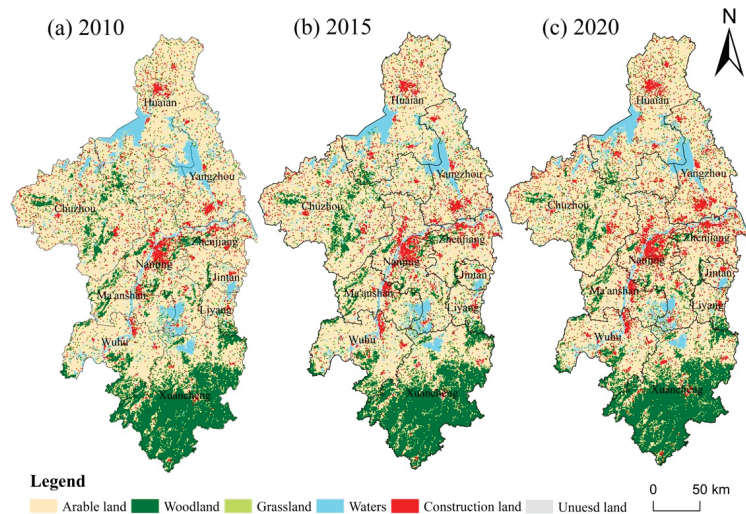 (a) 2010
(b) 2015
(c) 2020
N
Huaian
Yangzhou
Chuzhou
Zhenjiang
Nanjing
Jintan
Ma'anshan
Liyang
Wuhu
Xuancheng
Huaian
Yangzhou
Chuzhou
Zhenjiang
Nanjing
Jintan
Ma'anshan
Liyang
Wuhu
Xuancheng
Huaian
Yangzhou
Chuzhou
Zhenjiang
Nanjing
Jintan
Ma'anshan
Liyang
Wuhu
Xuancheng
Legend
Arable land Woodland Grassland Waters Construction land Unuesd land
0 50 km